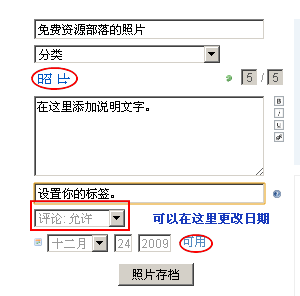 免费资源部落的照片
分类
照片 5 / 5
在这里添加说明文字。
B
I
U
设置你的标签。
评论: 允许 可以在这里更改日期
十二月 24 2009 可用
照片存档